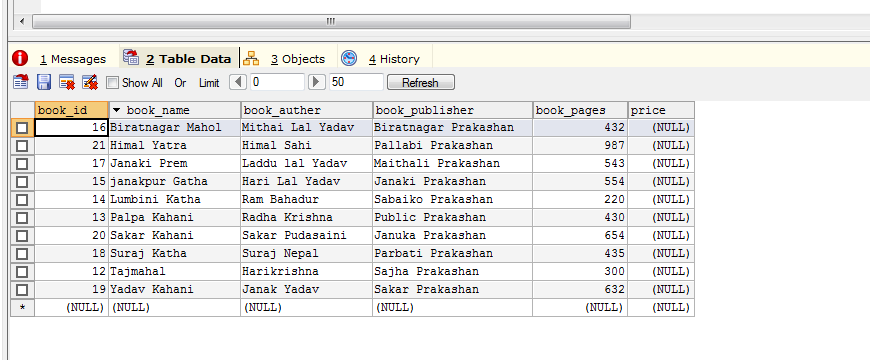 1 Messages 2 Table Data 3 Objects 4 History
Show All Or Limit 0 50 Refresh
book_id book_name book_auther book_publisher book_pages price
16 Biratnagar Mahol Mithai Lal Yadav Biratnagar Prakashan 432 (NULL)
21 Himal Yatra Himal Sahi Pallabi Prakashan 987 (NULL)
17 Janaki Prem Laddu lal Yadav Maithali Prakashan 543 (NULL)
15 janakpur Gatha Hari Lal Yadav Janaki Prakashan 554 (NULL)
14 Lumbini Katha Ram Bahadur Sabaiko Prakashan 220 (NULL)
13 Palpa Kahani Radha Krishna Public Prakashan 430 (NULL)
20 Sakar Kahani Sakar Pudasaini Januka Prakashan 654 (NULL)
18 Suraj Katha Suraj Nepal Parbati Prakashan 435 (NULL)
12 Tajmahal Harikrishna Sajha Prakashan 300 (NULL)
19 Yadav Kahani Janak Yadav Sakar Prakashan 632 (NULL)
* (NULL) (NULL) (NULL) (NULL) (NULL) (NULL)